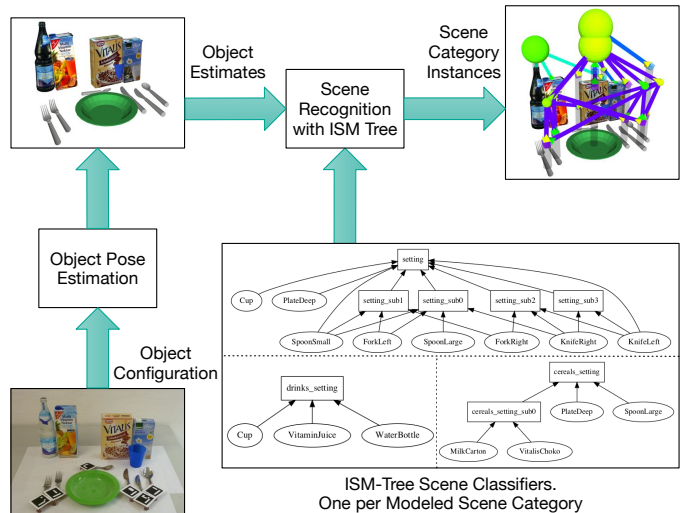 Object
Estimates
Scene
Category
Instances
Scene
Recognition
with ISM Tree
VITALIS
Object Pose
Estimation
Object
Configuration
VITALIS
setting
Cup
PlateDeep
setting_sub1
setting_sub0
setting_sub2
setting_sub3
SpoonSmall
ForkLeft
SpoonLarge
ForkRight
KnifeRight
KnifeLeft
drinks_setting
Cup
VitaminJuice
WaterBottle
cereals_setting
cereals_setting_sub0
PlateDeep
SpoonLarge
MilkCarton
VitalisChoko
ISM-Tree Scene Classifiers.
One per Modeled Scene Category